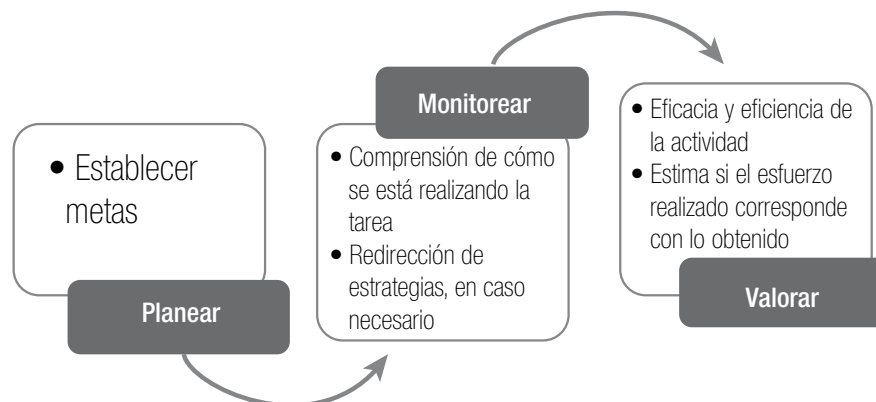 • Establecer
metas
Planear
Monitorear
• Comprensión de cómo
se está realizando la
tarea
• Redirección de
estrategias, en caso
necesario
• Eficacia y eficiencia de
la actividad
• Estima si el esfuerzo
realizado corresponde
con lo obtenido
Valorar